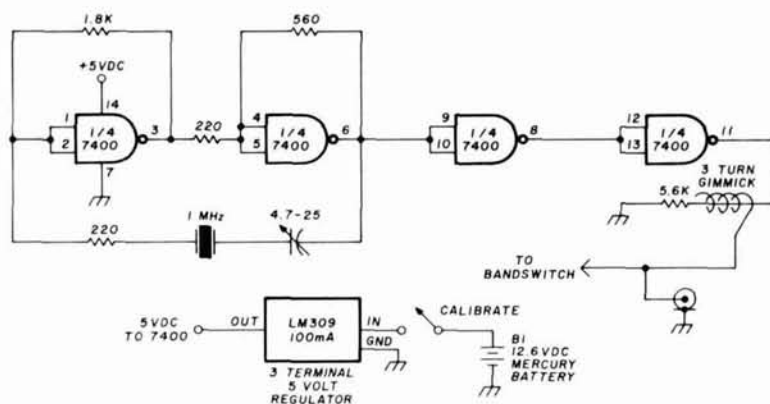 1.8K
560
+5VDC
14
1
2
1/4
7400
3
7
220
4
5
1/4
7400
6
9
10
1/4
7400
8
12
13
1/4
7400
11
3 TURN
GIMMICK
5.6K
220
1 MHz
4.7-25
TO
BANDSWITCH
5VDC
TO 7400
OUT
LM309
100mA
IN
GND
3 TERMINAL
5 VOLT
REGULATOR
CALIBRATE
B1
12.6VDC
MERCURY
BATTERY